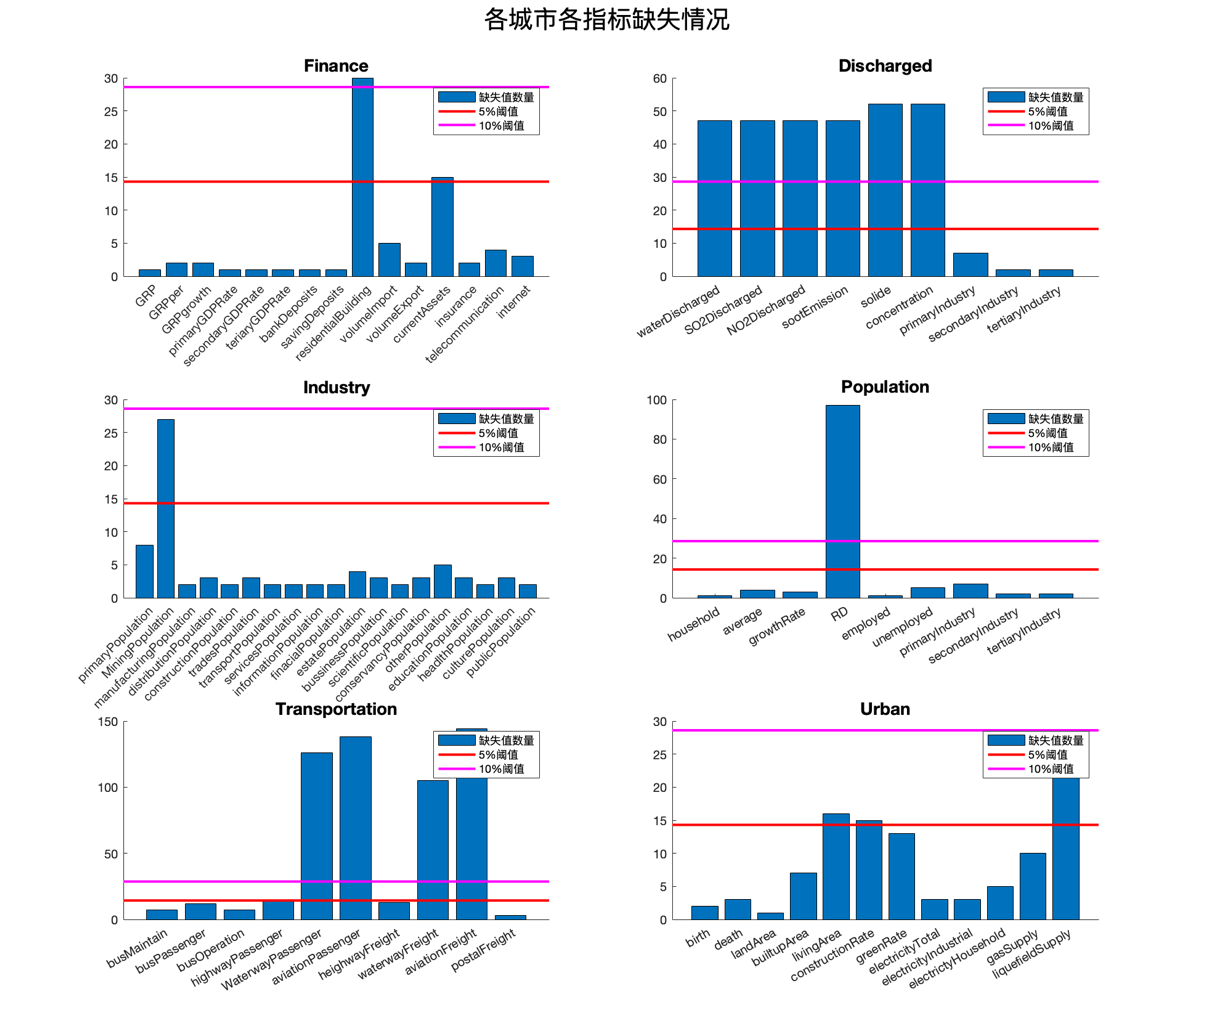 各城市各指标缺失情况
Finance
30
25
20
15
10
5
0
缺失值数量
5%阈值
10%阈值
GRP
GRPper
GRPgrowth
primaryGDPRate
secondaryGDPRate
teriaryGDPRate
bankDeposits
savingDeposits
residentialBuilding
volumeImport
volumeExport
currentAssets
insurance
telecommunication
internet
Discharged
60
50
40
30
20
10
0
缺失值数量
5%阈值
10%阈值
waterDischarged
SO2Discharged
NO2Discharged
sootEmission
solide
concentration
primaryIndustry
secondaryIndustry
tertiaryIndustry
Industry
30
25
20
15
10
5
0
缺失值数量
5%阈值
10%阈值
primaryPopulation
MiningPopulation
manufacturingPopulation
distributionPopulation
constructionPopulation
tradesPopulation
transportPopulation
servicesPopulation
informationPopulation
finacialPopulation
estatePopulation
bussinessPopulation
scientificPopulation
conservancyPopulation
otherPopulation
educationPopulation
headlthPopulation
culturePopulation
publicPopulation
Population
100
80
60
40
20
0
缺失值数量
5%阈值
10%阈值
household
average
growthRate
RD
employed
unemployed
primaryIndustry
secondaryIndustry
tertiaryIndustry
Transportation
150
100
50
0
缺失值数量
5%阈值
10%阈值
busMaintain
busPassenger
busOperation
highwayPassenger
WaterwayPassenger
aviationPassenger
heighwayFreight
waterwayFreight
aviationFreight
postalFreight
Urban
30
25
20
15
10
5
0
缺失值数量
5%阈值
10%阈值
birth
death
landArea
builtupArea
livingArea
constructionRate
greenRate
electricityTotal
electricityIndustrial
electrictyHousehold
gasSupply
liquefieldSupply